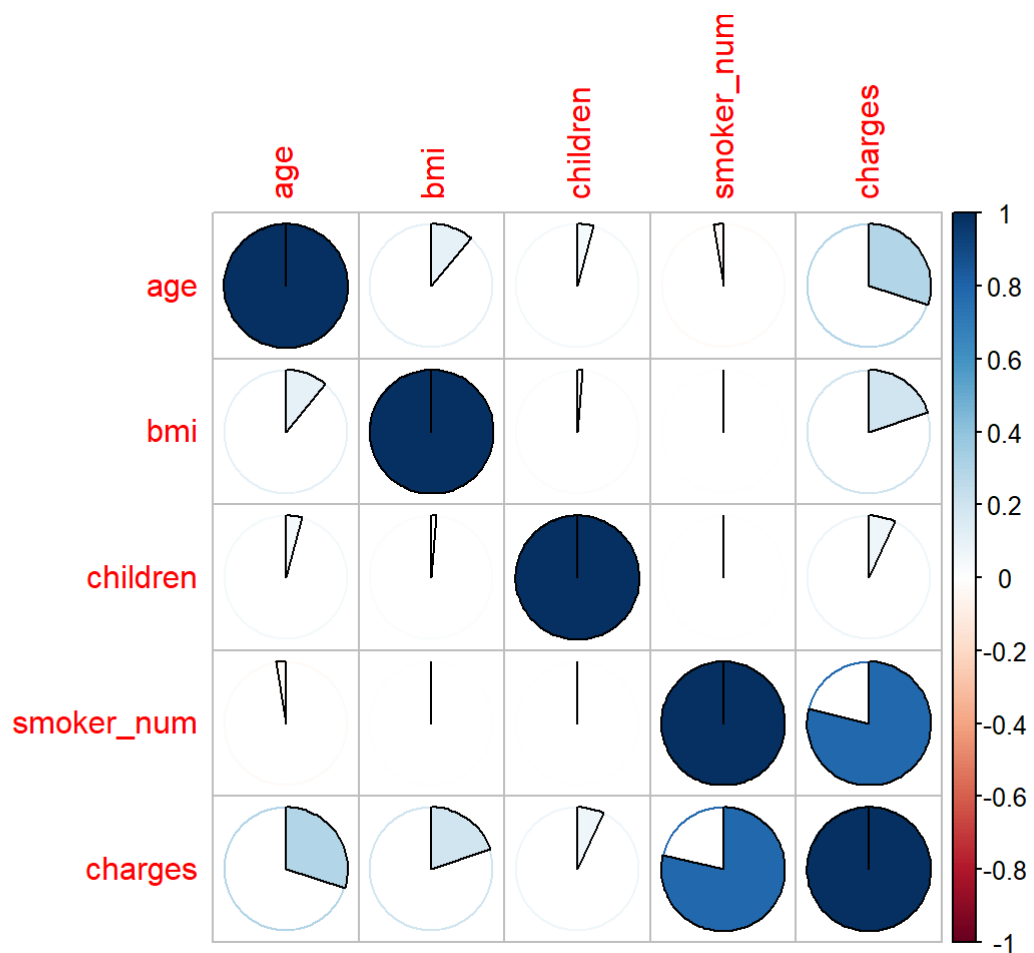 age
bmi
children
smoker_num
charges
age
bmi
children
smoker_num
charges
1
0.8
0.6
0.4
0.2
0
-0.2
-0.4
-0.6
-0.8
-1